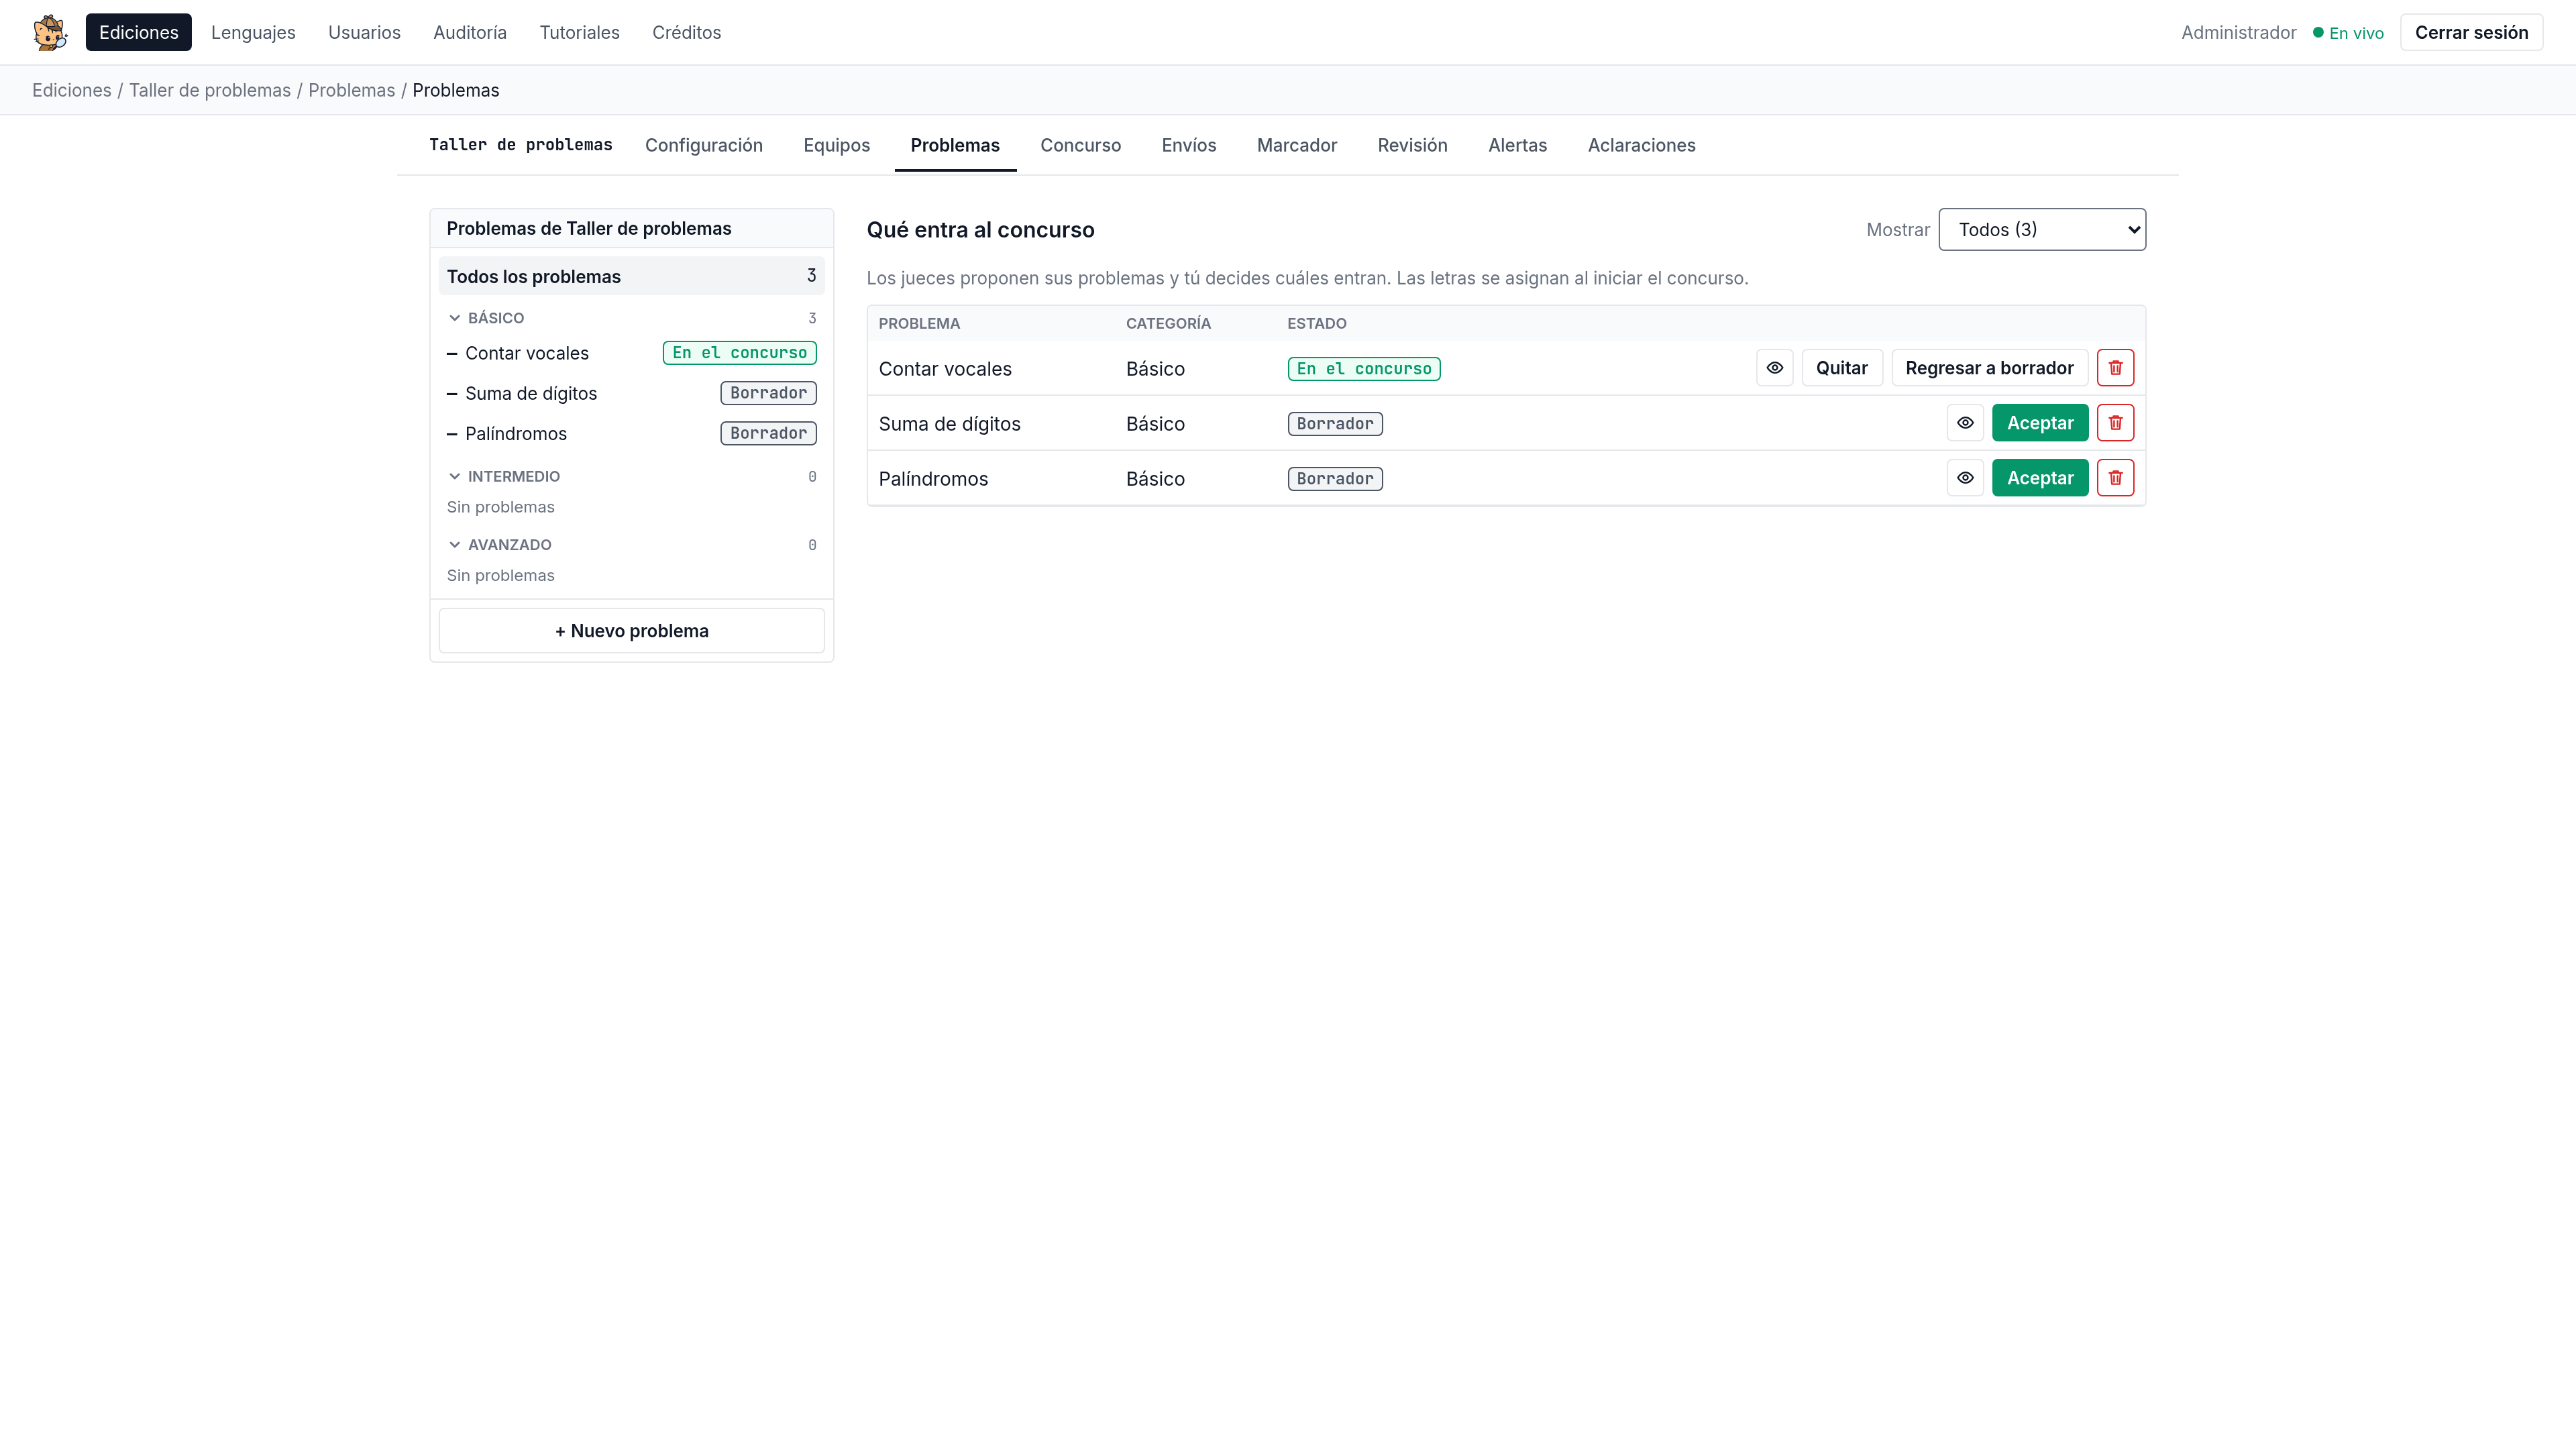 Ediciones Lenguajes Usuarios Auditoría Tutoriales Créditos Administrador En vivo Cerrar sesión
Ediciones / Taller de problemas / Problemas / Problemas
Taller de problemas Configuración Equipos Problemas Concurso Envíos Marcador Revisión Alertas Aclaraciones
Problemas de Taller de problemas
Todos los problemas 3
BÁSICO 3
– Contar vocales En el concurso
– Suma de dígitos Borrador
– Palíndromos Borrador
INTERMEDIO 0
Sin problemas
AVANZADO 0
Sin problemas
+ Nuevo problema
Qué entra al concurso Mostrar Todos (3)
Los jueces proponen sus problemas y tú decides cuáles entran. Las letras se asignan al iniciar el concurso.
PROBLEMA CATEGORÍA ESTADO
Contar vocales Básico En el concurso Quitar Regresar a borrador
Suma de dígitos Básico Borrador Aceptar
Palíndromos Básico Borrador Aceptar